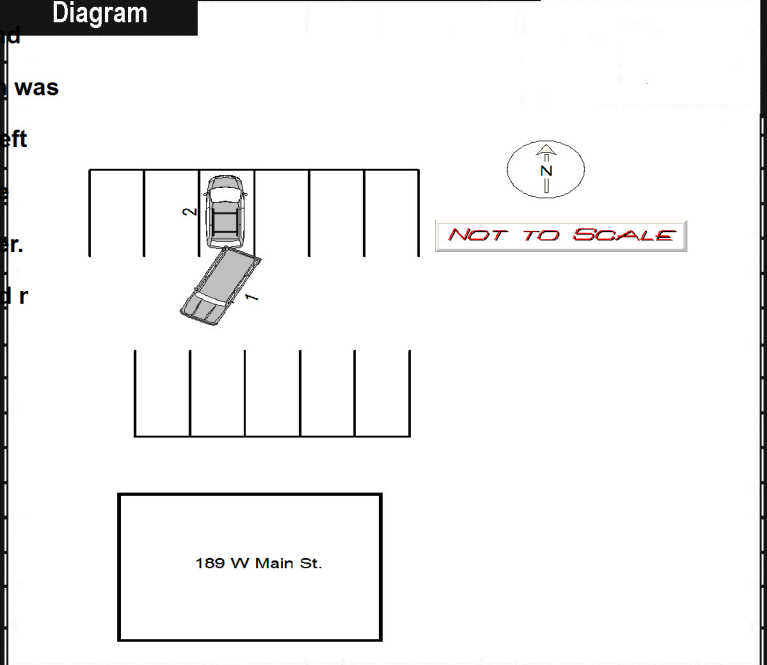 Diagram
was
eft
er.
d r
N
NOT TO SCALE
2
1
189 W Main St.